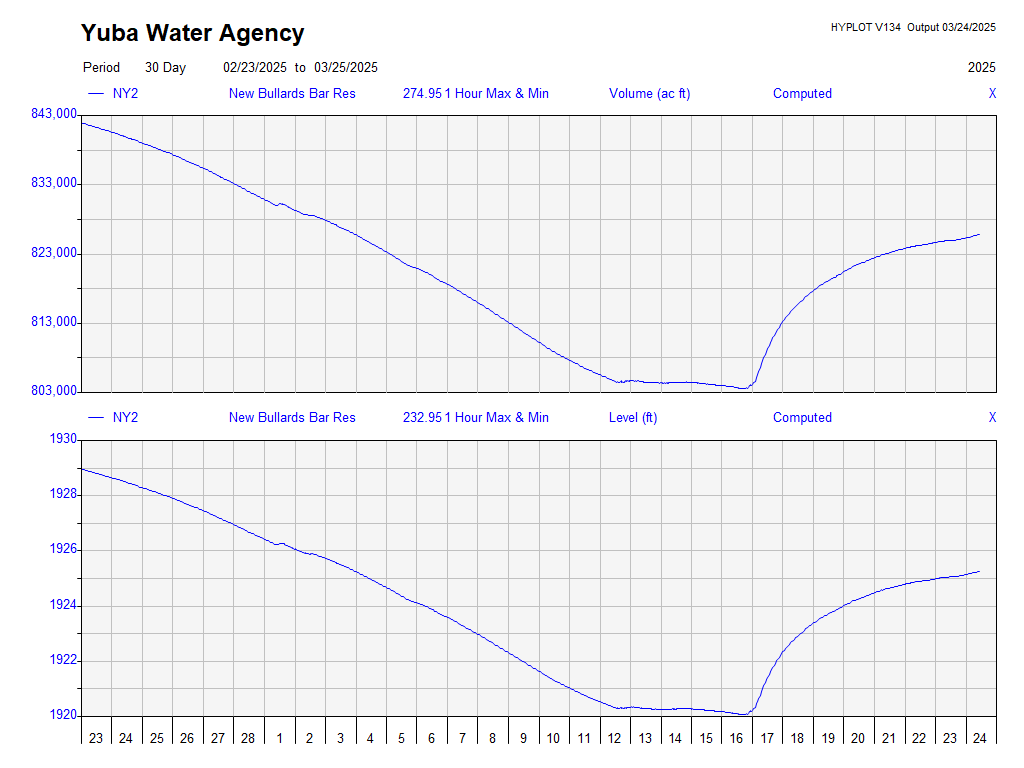 Yuba Water Agency
HYPLOT V134 Output 03/24/2025
Period 30 Day 02/23/2025 to 03/25/2025 2025
NY2 New Bullards Bar Res 274.95 1 Hour Max & Min Volume (ac ft) Computed X
843,000
833,000
823,000
813,000
803,000
NY2 New Bullards Bar Res 232.95 1 Hour Max & Min Level (ft) Computed X
1930
1928
1926
1924
1922
1920
23 24 25 26 27 28 1 2 3 4 5 6 7 8 9 10 11 12 13 14 15 16 17 18 19 20 21 22 23 24